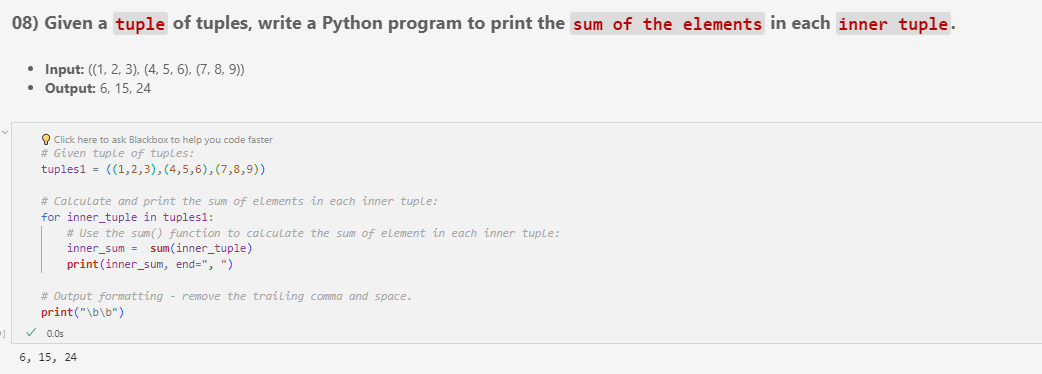 08) Given a tuple of tuples, write a Python program to print the sum of the elements in each inner tuple.
• Input: ((1, 2, 3), (4, 5, 6), (7, 8, 9))
• Output: 6, 15, 24
Click here to ask Blackbox to help you code faster
# Given tuple of tuples:
tuples1 = ((1,2,3),(4,5,6),(7,8,9))
# Calculate and print the sum of elements in each inner tuple:
for inner_tuple in tuples1:
# Use the sum() function to calculate the sum of element in each inner tuple:
inner_sum =  sum(inner_tuple)
print(inner_sum, end=", ")
# Output formatting - remove the trailing comma and space.
print("\b\b")
0.0s
6, 15, 24